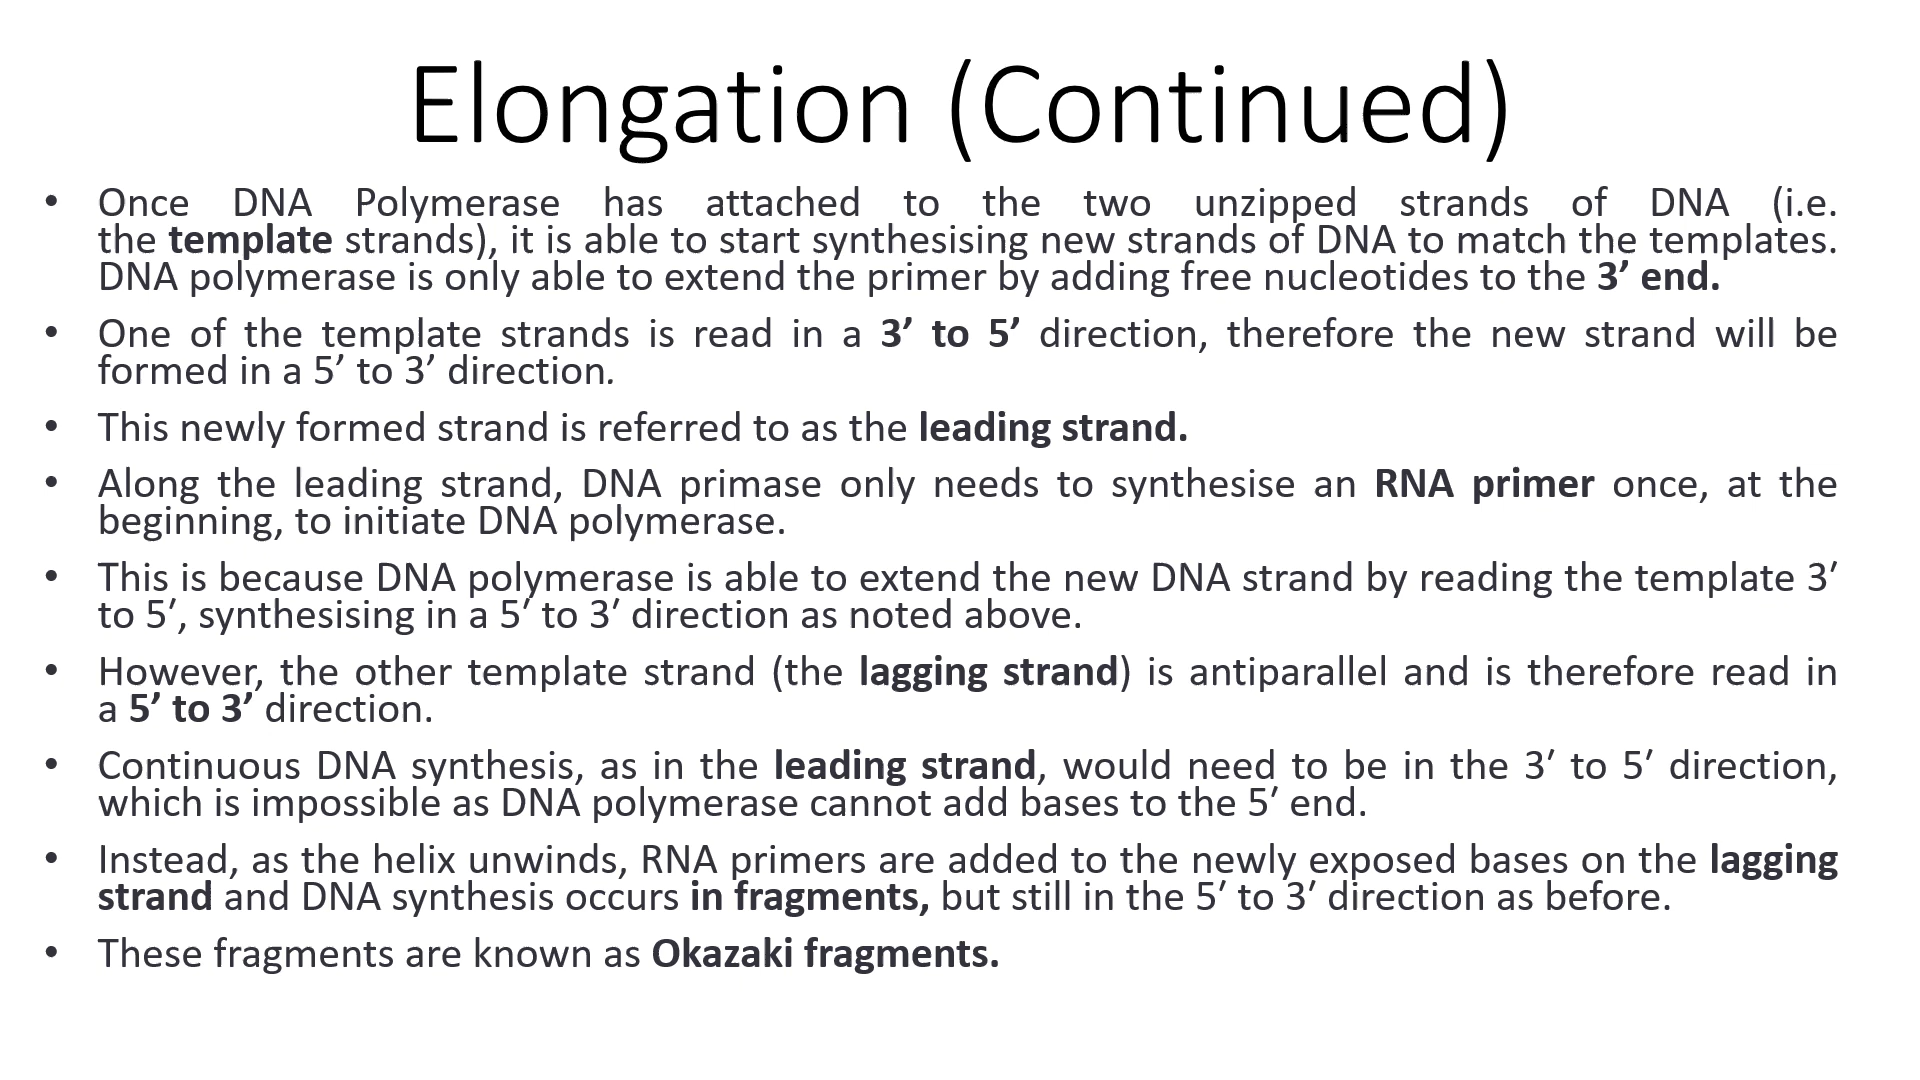 Elongation (Continued)
• Once DNA Polymerase has attached to the two unzipped strands of DNA (i.e.
the template strands), it is able to start synthesising new strands of DNA to match the templates.
DNA polymerase is only able to extend the primer by adding free nucleotides to the 3’ end.
• One of the template strands is read in a 3’ to 5’ direction, therefore the new strand will be
formed in a 5’ to 3’ direction.
• This newly formed strand is referred to as the leading strand.
• Along the leading strand, DNA primase only needs to synthesise an RNA primer once, at the
beginning, to initiate DNA polymerase.
• This is because DNA polymerase is able to extend the new DNA strand by reading the template 3′
to 5′, synthesising in a 5′ to 3′ direction as noted above.
• However, the other template strand (the lagging strand) is antiparallel and is therefore read in
a 5’ to 3’ direction.
• Continuous DNA synthesis, as in the leading strand, would need to be in the 3′ to 5′ direction,
which is impossible as DNA polymerase cannot add bases to the 5′ end.
• Instead, as the helix unwinds, RNA primers are added to the newly exposed bases on the lagging
strand and DNA synthesis occurs in fragments, but still in the 5′ to 3′ direction as before.
• These fragments are known as Okazaki fragments.